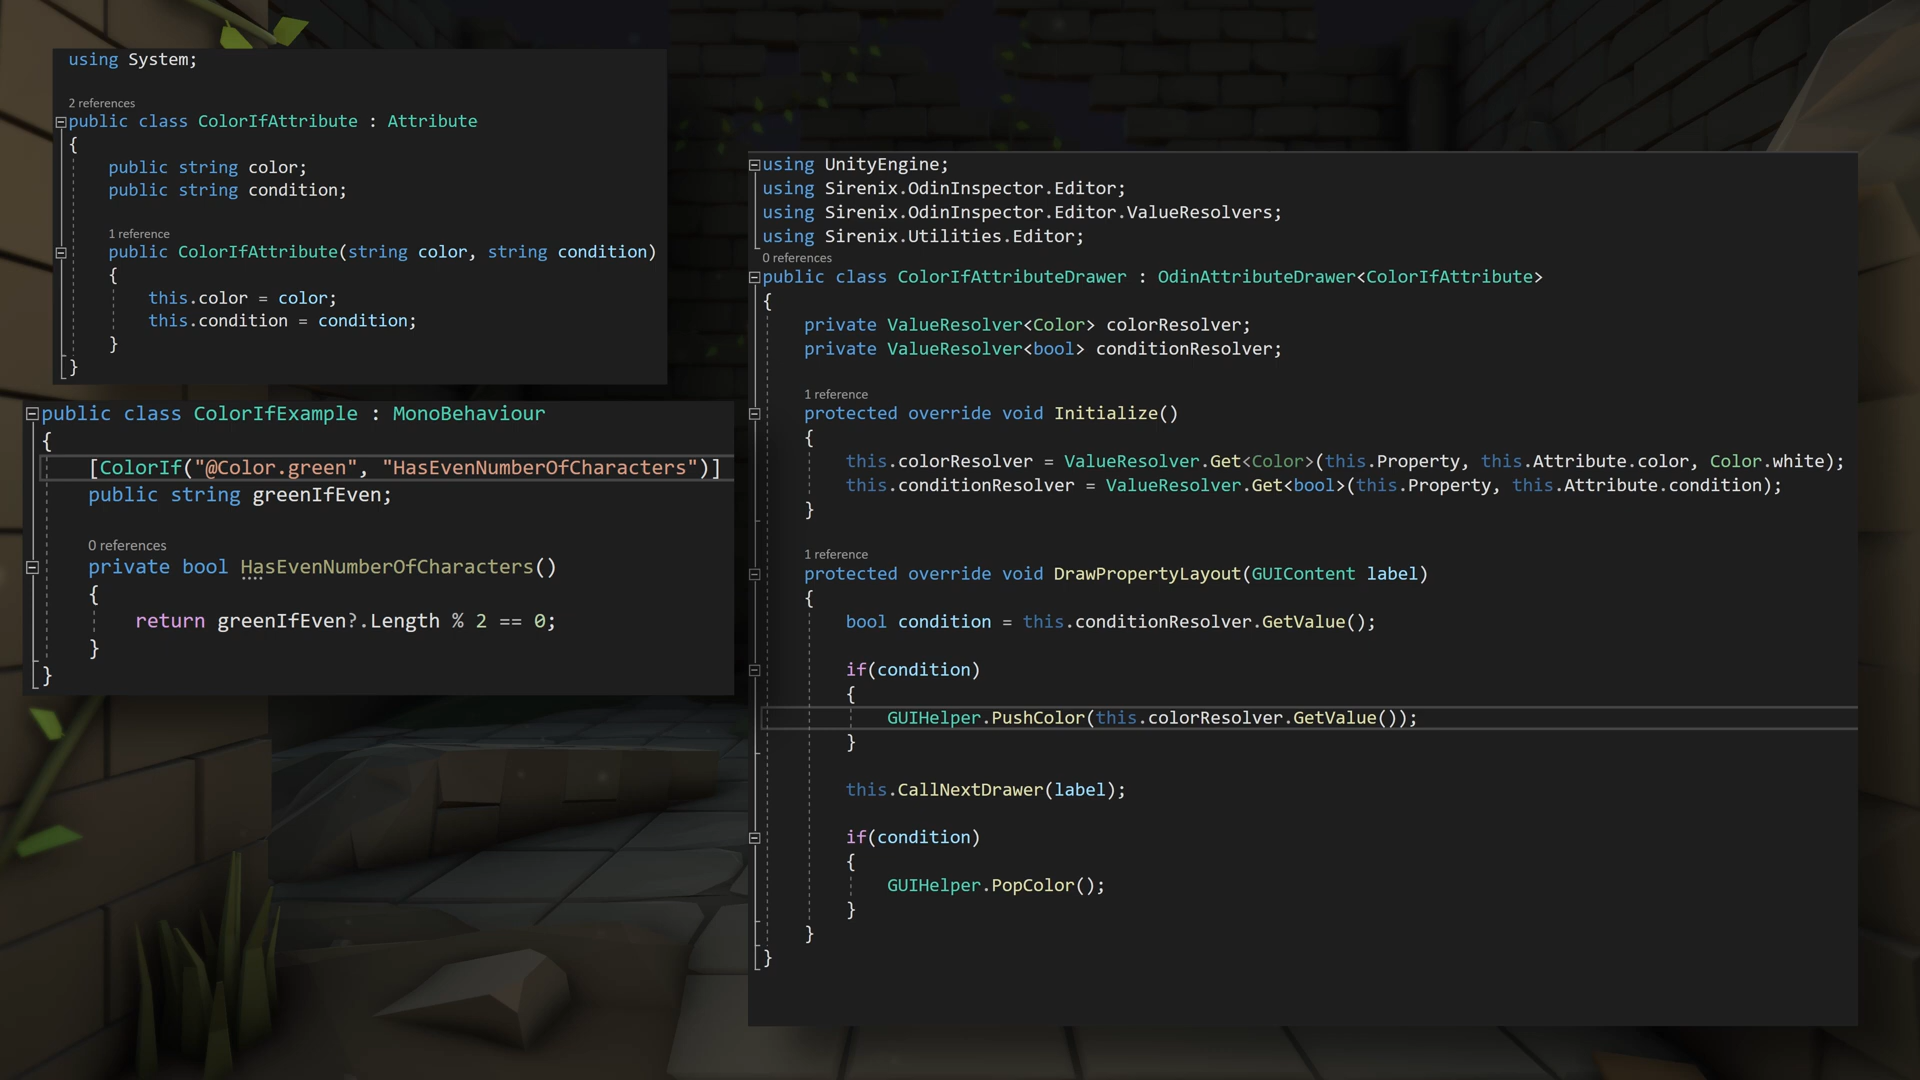 using System;
2 references
public class ColorIfAttribute : Attribute
{
public string color;
public string condition;
1 reference
public ColorIfAttribute(string color, string condition)
{
this.color = color;
this.condition = condition;
}
}
public class ColorIfExample : MonoBehaviour
{
[ColorIf("@Color.green", "HasEvenNumberOfCharacters")]
public string greenIfEven;
0 references
private bool HasEvenNumberOfCharacters()
{
return greenIfEven?.Length % 2 == 0;
}
}
using UnityEngine;
using Sirenix.OdinInspector.Editor;
using Sirenix.OdinInspector.Editor.ValueResolvers;
using Sirenix.Utilities.Editor;
0 references
public class ColorIfAttributeDrawer : OdinAttributeDrawer<ColorIfAttribute>
{
private ValueResolver<Color> colorResolver;
private ValueResolver<bool> conditionResolver;
1 reference
protected override void Initialize()
{
this.colorResolver = ValueResolver.Get<Color>(this.Property, this.Attribute.color, Color.white);
this.conditionResolver = ValueResolver.Get<bool>(this.Property, this.Attribute.condition);
}
1 reference
protected override void DrawPropertyLayout(GUIContent label)
{
bool condition = this.conditionResolver.GetValue();
if(condition)
{
GUIHelper.PushColor(this.colorResolver.GetValue());
}
this.CallNextDrawer(label);
if(condition)
{
GUIHelper.PopColor();
}
}
}